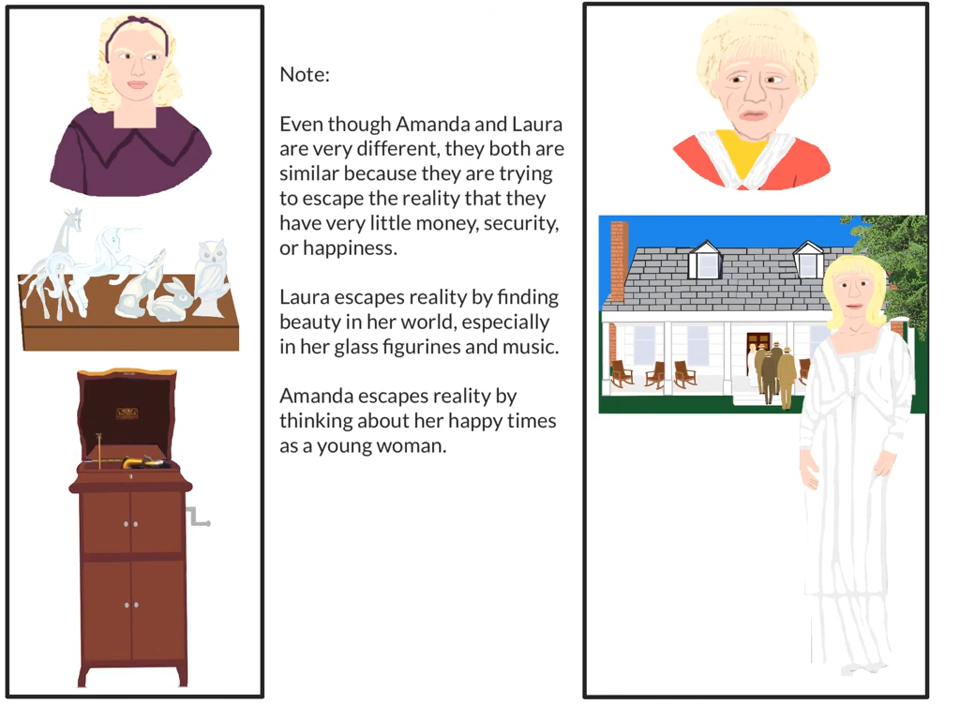 Note:
Even though Amanda and Laura
are very different, they both are
similar because they are trying
to escape the reality that they
have very little money, security,
or happiness.
Laura escapes reality by finding
beauty in her world, especially
in her glass figurines and music.
Amanda escapes reality by
thinking about her happy times
as a young woman.